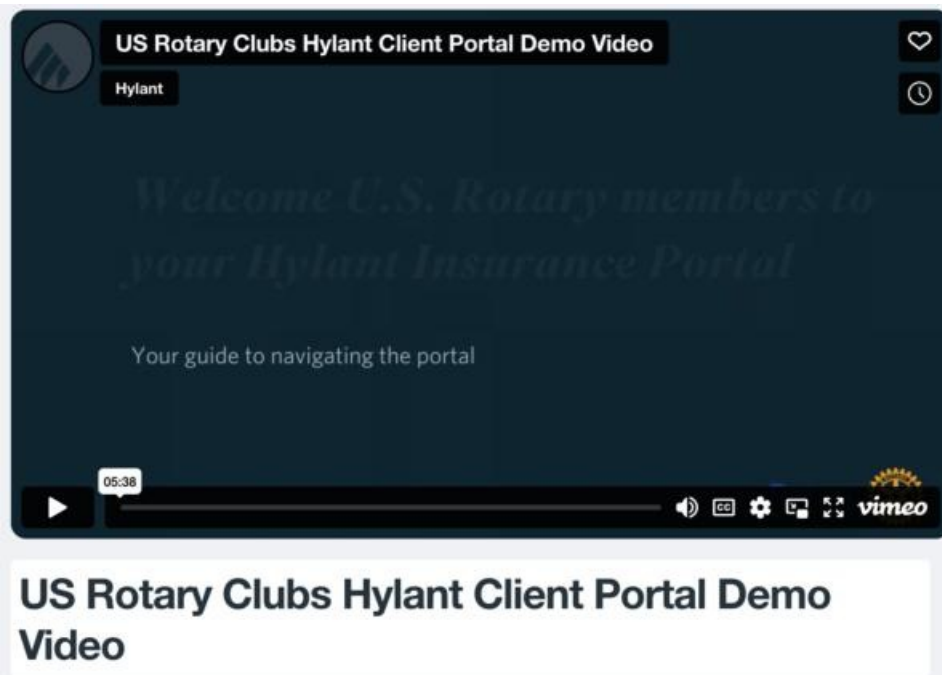 US Rotary Clubs Hylant Client Portal Demo Video
Hylant
Welcome U.S. Rotary members to
your Hylant Insurance Portal
Your guide to navigating the portal
05:38
CC
vimeo
US Rotary Clubs Hylant Client Portal Demo
Video